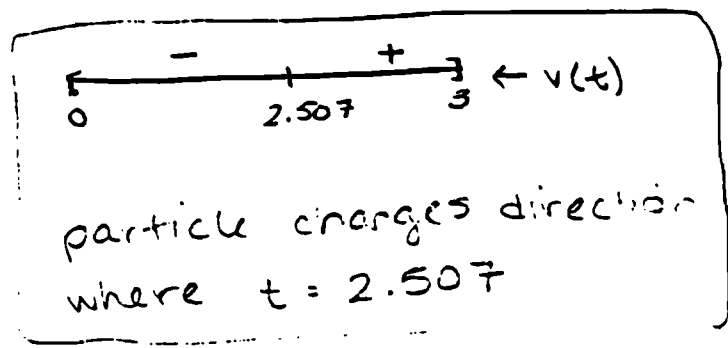 - +
0 2.507 3 ← v(t)
particle changes direction
where t = 2.507